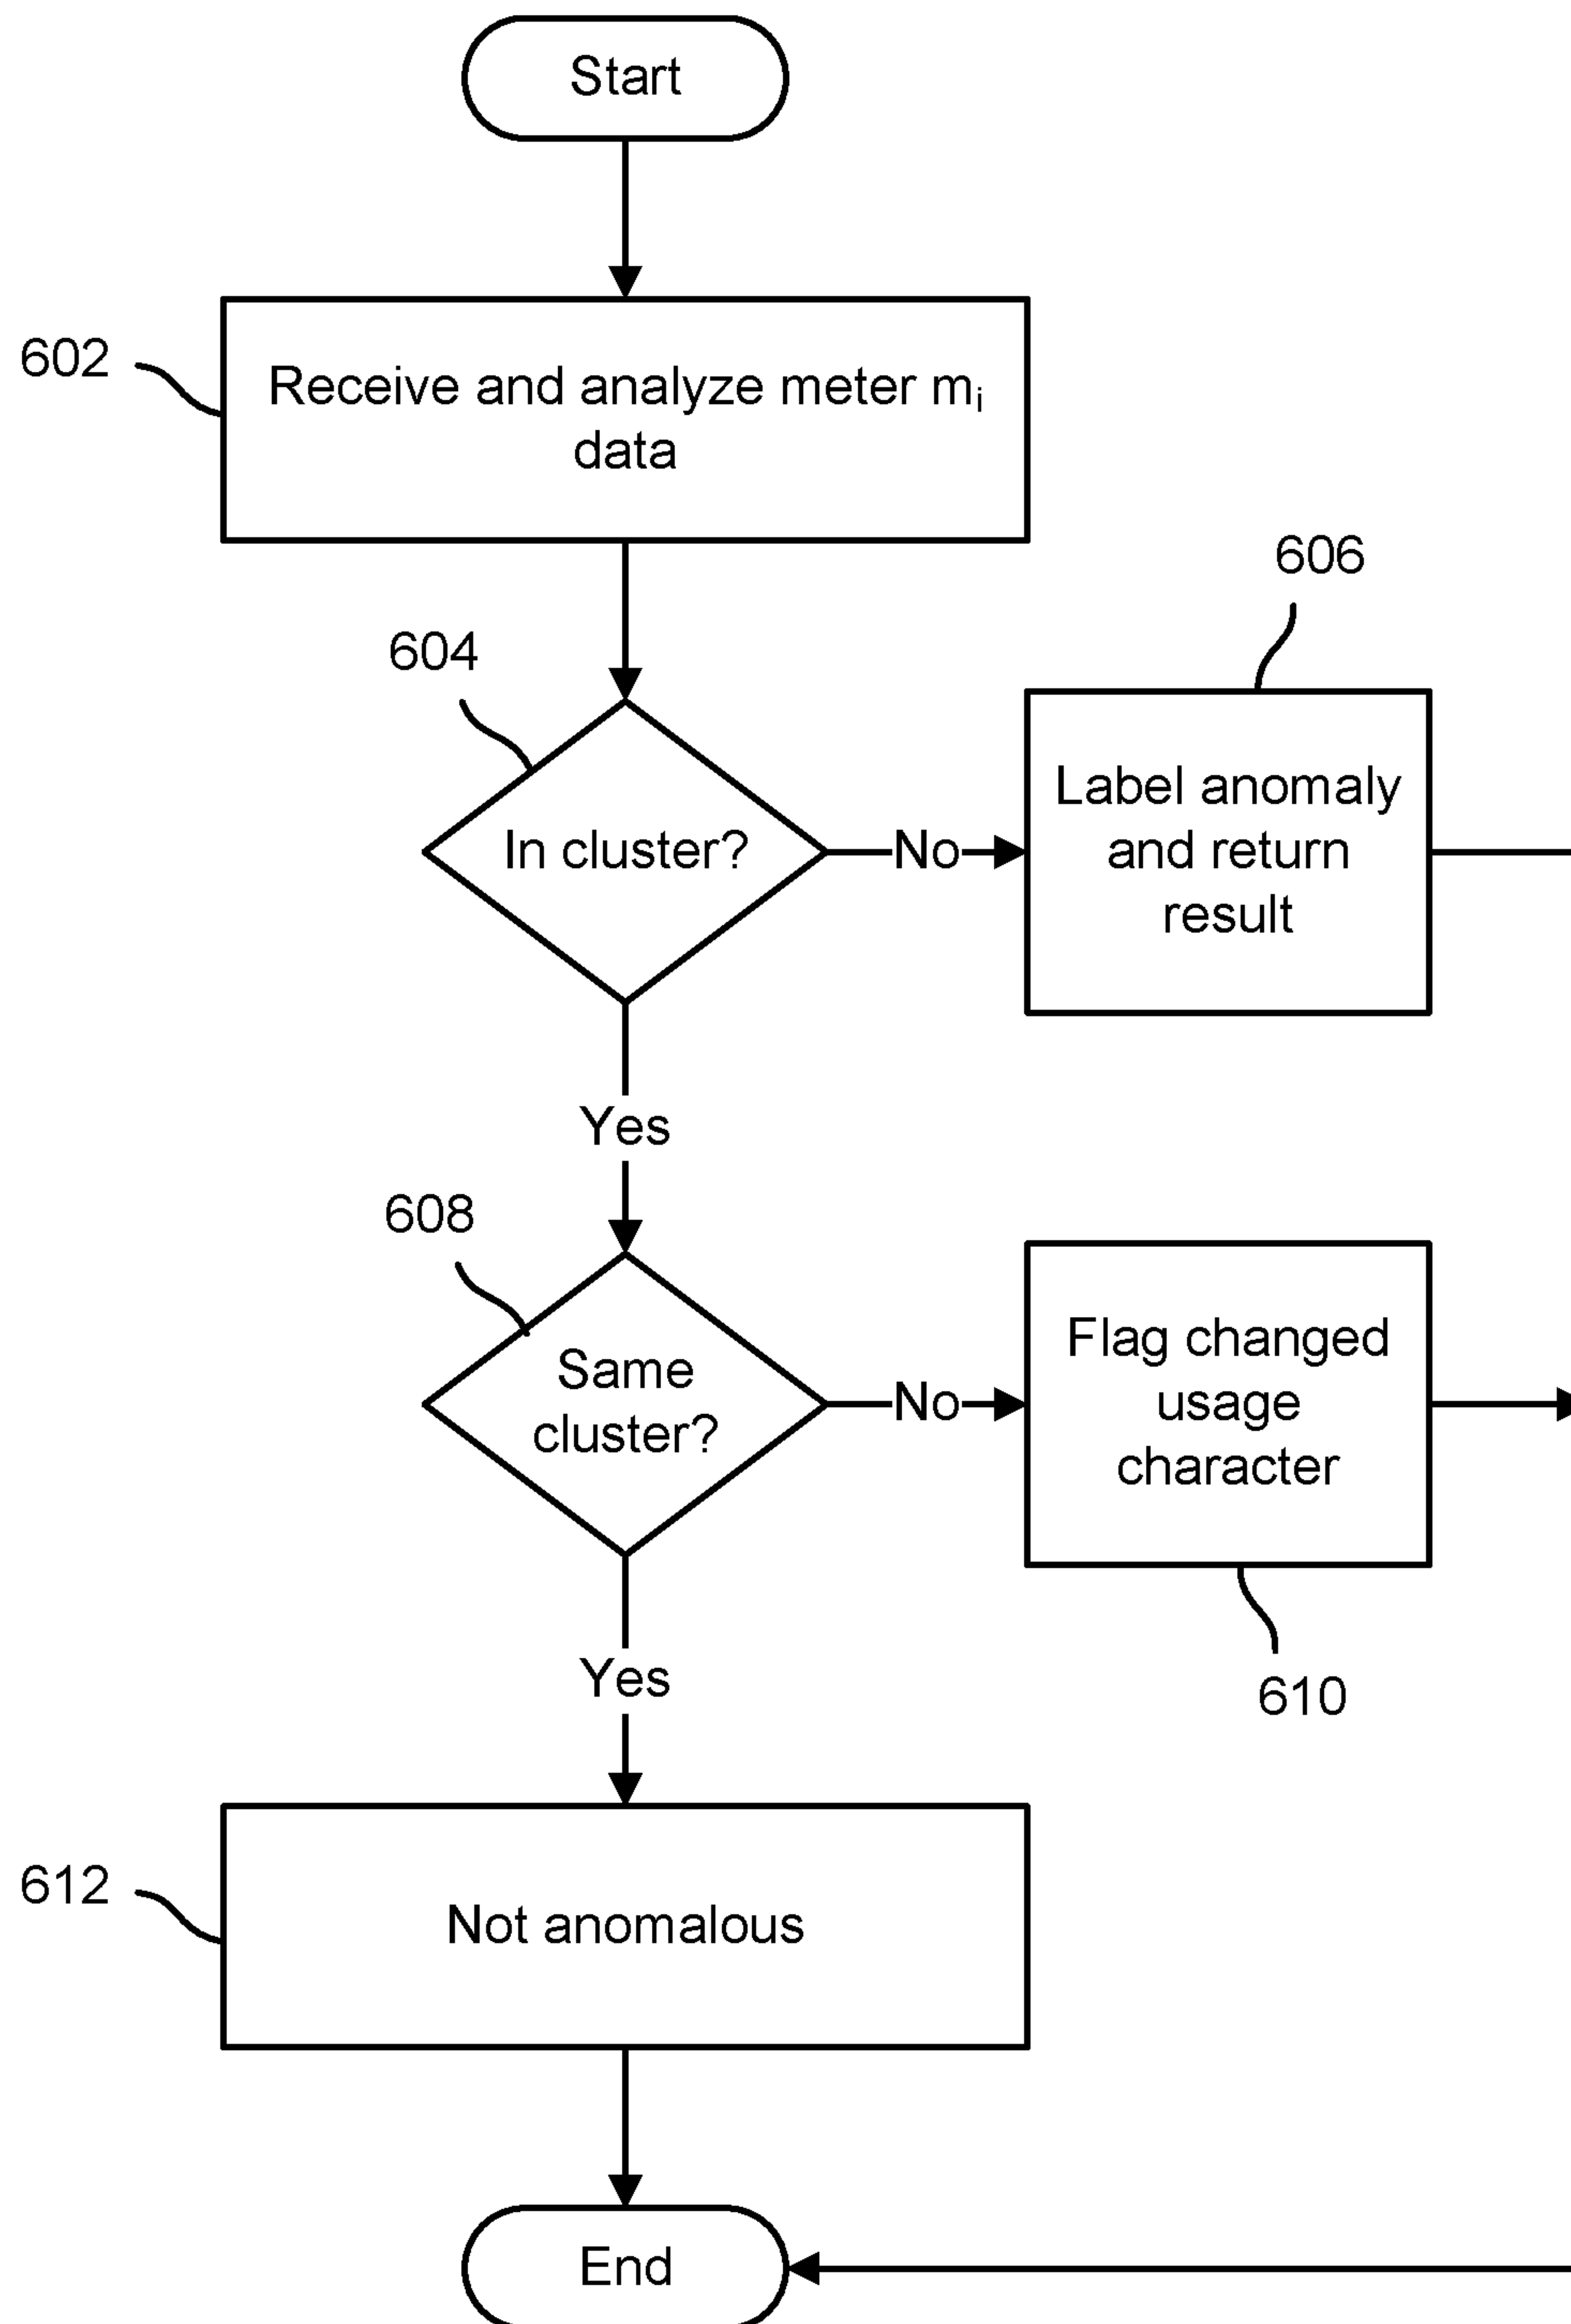 Start
602
Receive and analyze meter mi
data
606
604
In cluster?
No
Label anomaly
and return
result
Yes
608
Same
cluster?
No
Flag changed
usage
character
610
Yes
612
Not anomalous
End